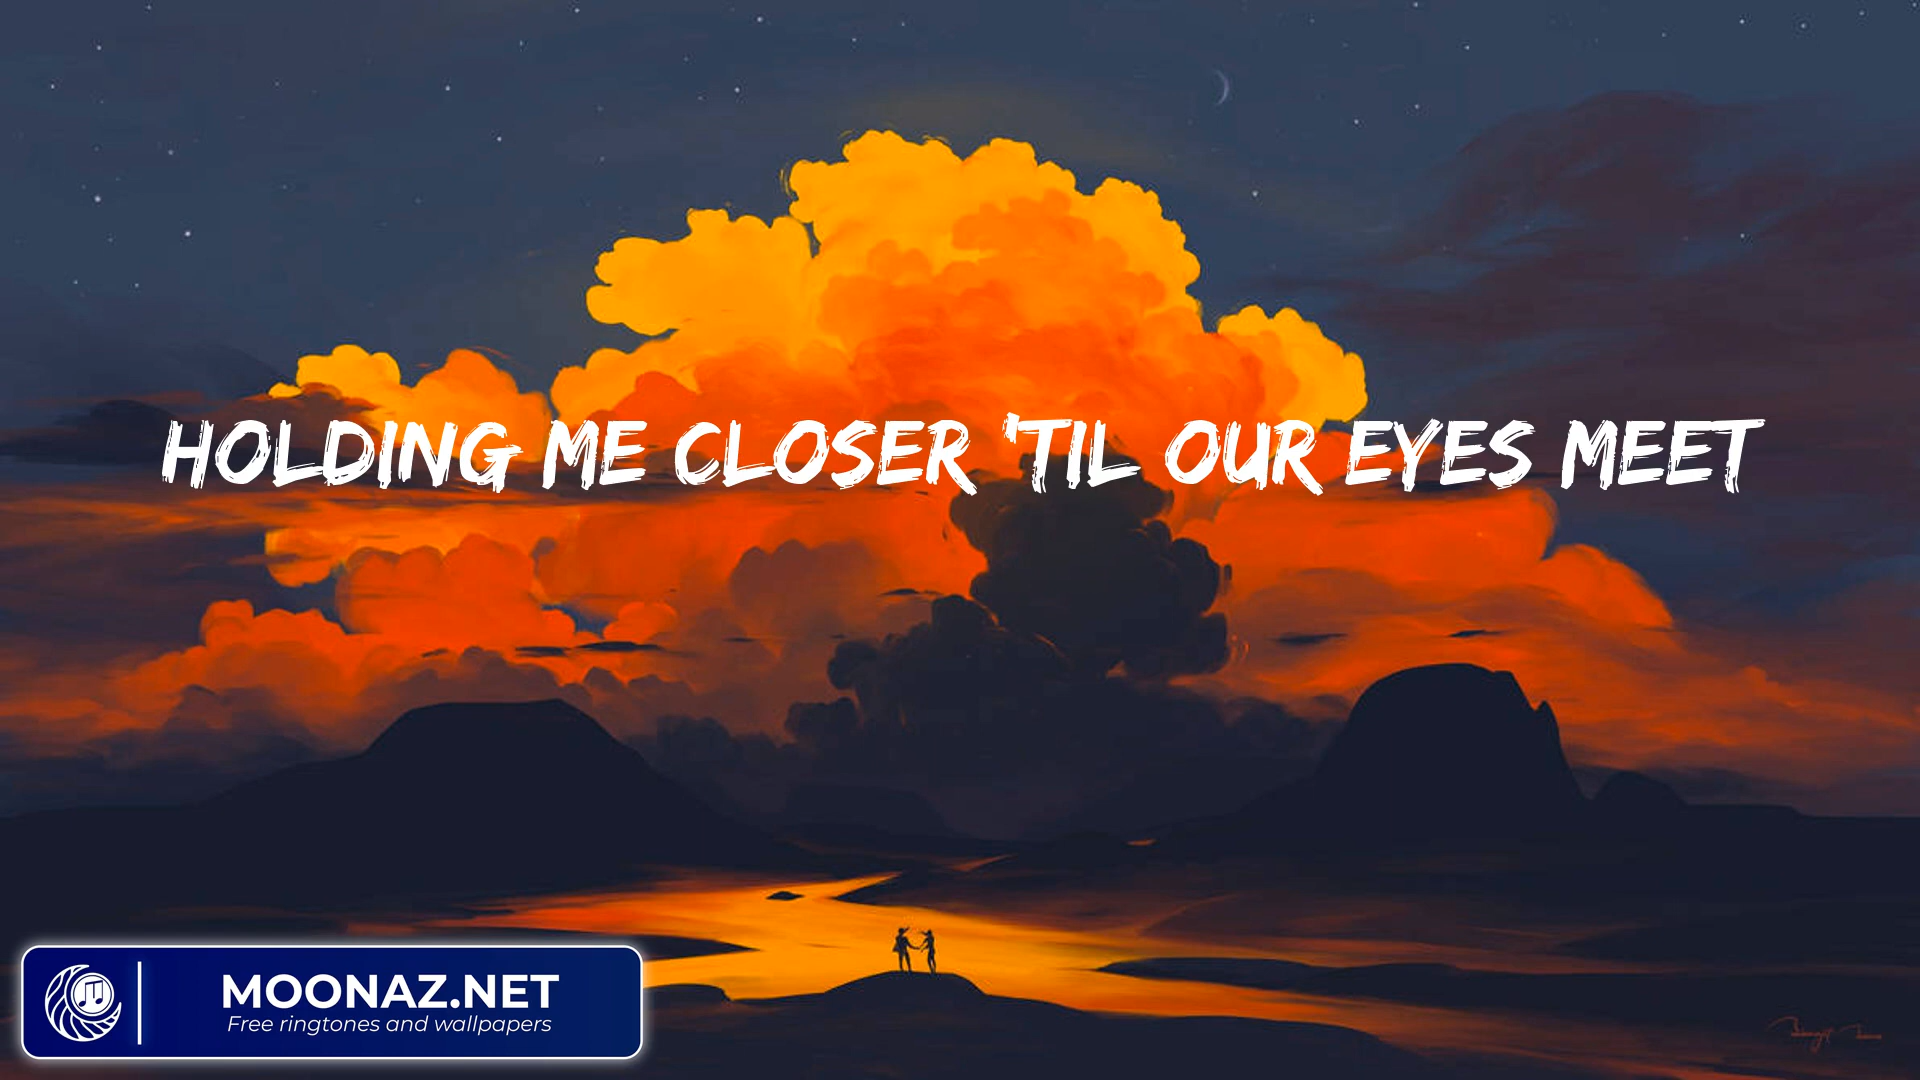 HOLDING ME CLOSER 'TIL OUR EYES MEET
MOONAZ.NET
Free ringtones and wallpapers